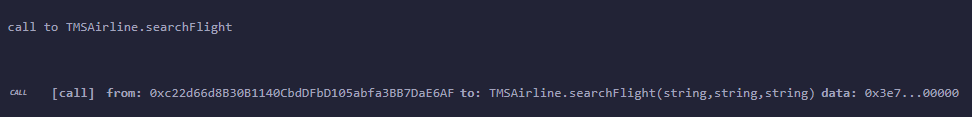 call to TMSAirline.searchFlight
CALL [call] from: 0xc22d66d8B30B1140CbdDFbD105abfa3BB7DaE6AF to: TMSAirline.searchFlight(string,string,string) data: 0x3e7...00000